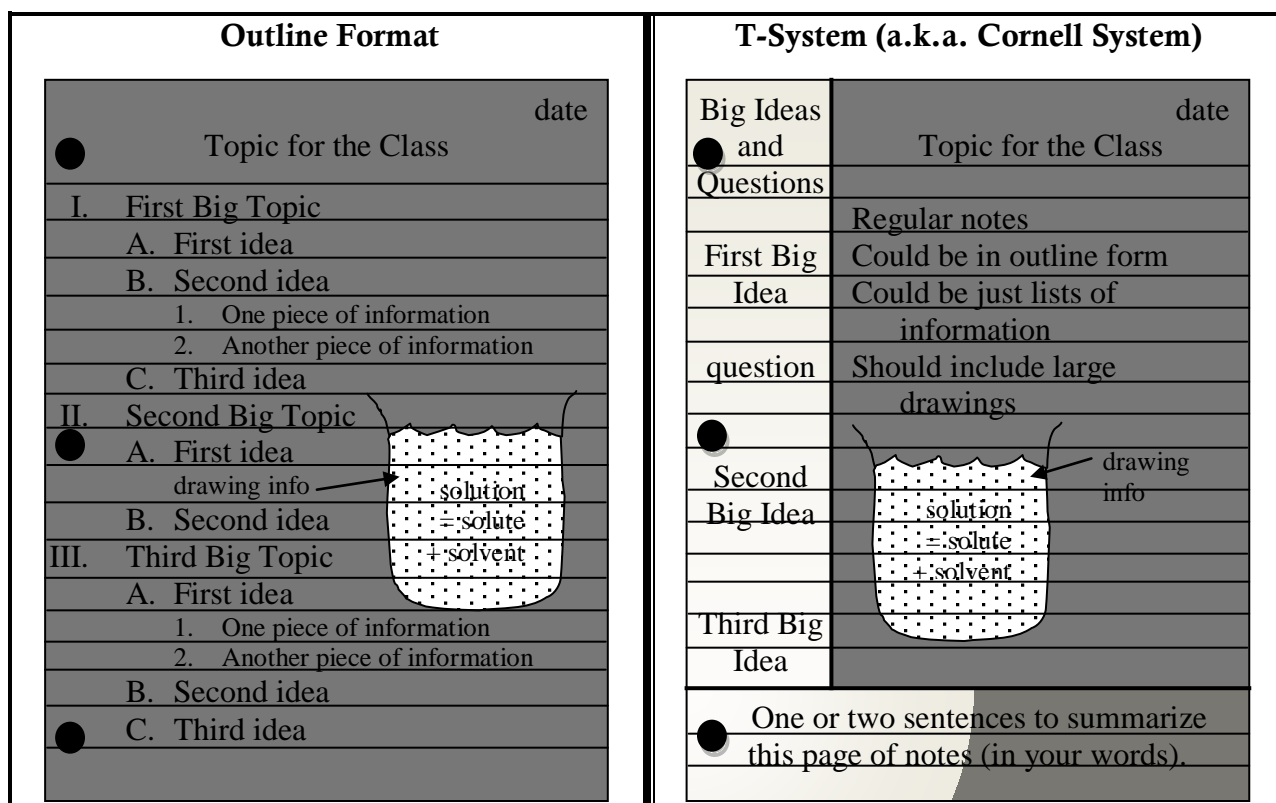 Outline Format
date
Topic for the Class
I. First Big Topic
A. First idea
B. Second idea
1. One piece of information
2. Another piece of information
C. Third idea
II. Second Big Topic
A. First idea
drawing info
solution
= solute
+ solvent
B. Second idea
III. Third Big Topic
A. First idea
1. One piece of information
2. Another piece of information
B. Second idea
C. Third idea
T-System (a.k.a. Cornell System)
Big Ideas
and
Questions
First Big
Idea
question
Second
Big Idea
Third Big
Idea
date
Topic for the Class
Regular notes
Could be in outline form
Could be just lists of
information
Should include large
drawings
drawing
info
solution
= solute
+ solvent
One or two sentences to summarize
this page of notes (in your words).